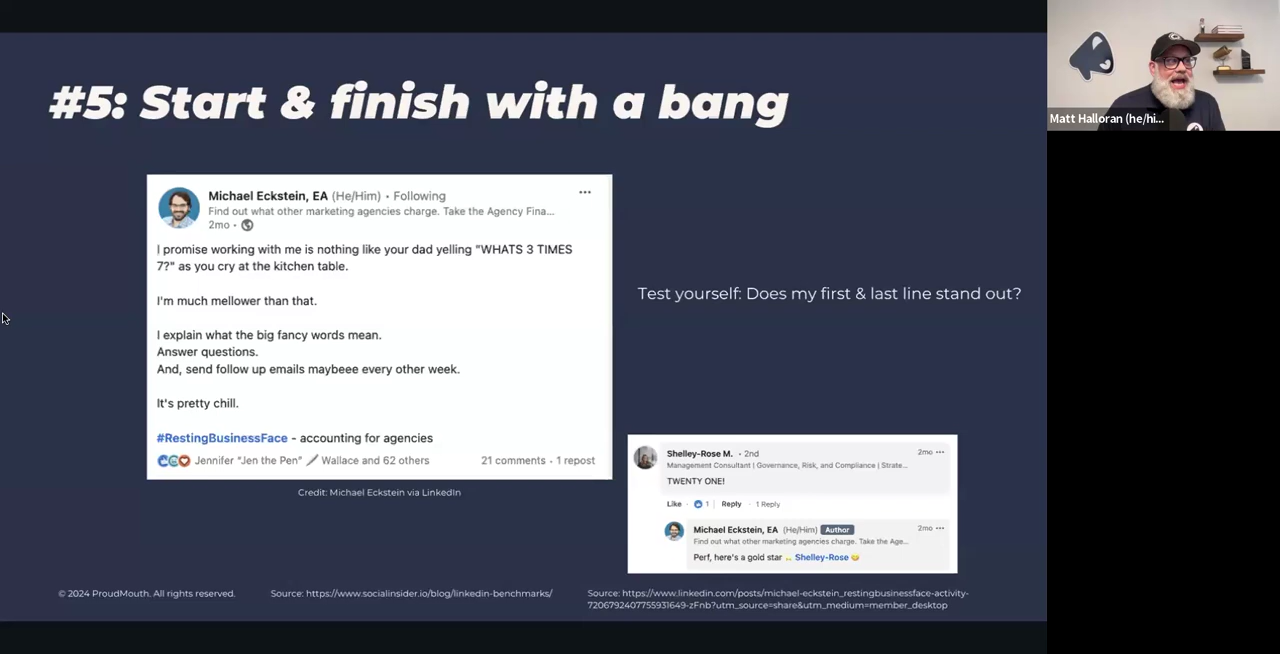 #5: Start & finish with a bang
Michael Eckstein, EA (He/Him) • Following
Find out what other marketing agencies charge. Take the Agency Fina...
2mo •
I promise working with me is nothing like your dad yelling "WHATS 3 TIMES
7?" as you cry at the kitchen table.
I'm much mellower than that.
I explain what the big fancy words mean.
Answer questions.
And, send follow up emails maybeee every other week.
It's pretty chill.
#RestingBusinessFace - accounting for agencies
Jennifer "Jen the Pen" Wallace and 62 others
21 comments • 1 repost
Credit: Michael Eckstein via LinkedIn
Test yourself: Does my first & last line stand out?
Shelley-Rose M. • 2nd
2mo •••
Management Consultant | Governance, Risk, and Compliance | Strate...
TWENTY ONE!
Like • 1 | Reply • 1 Reply
Michael Eckstein, EA (He/Him) Author
2mo •••
Find out what other marketing agencies charge. Take the Age...
Perf, here's a gold star Shelley-Rose
© 2024 ProudMouth. All rights reserved.
Source: https://www.socialinsider.io/blog/linkedin-benchmarks/
Source: https://www.linkedin.com/posts/michael-eckstein_restingbusinessface-activity-
7206792407755931649-zFnb?utm_source=share&utm_medium=member_desktop
Matt Halloran (he/hi...